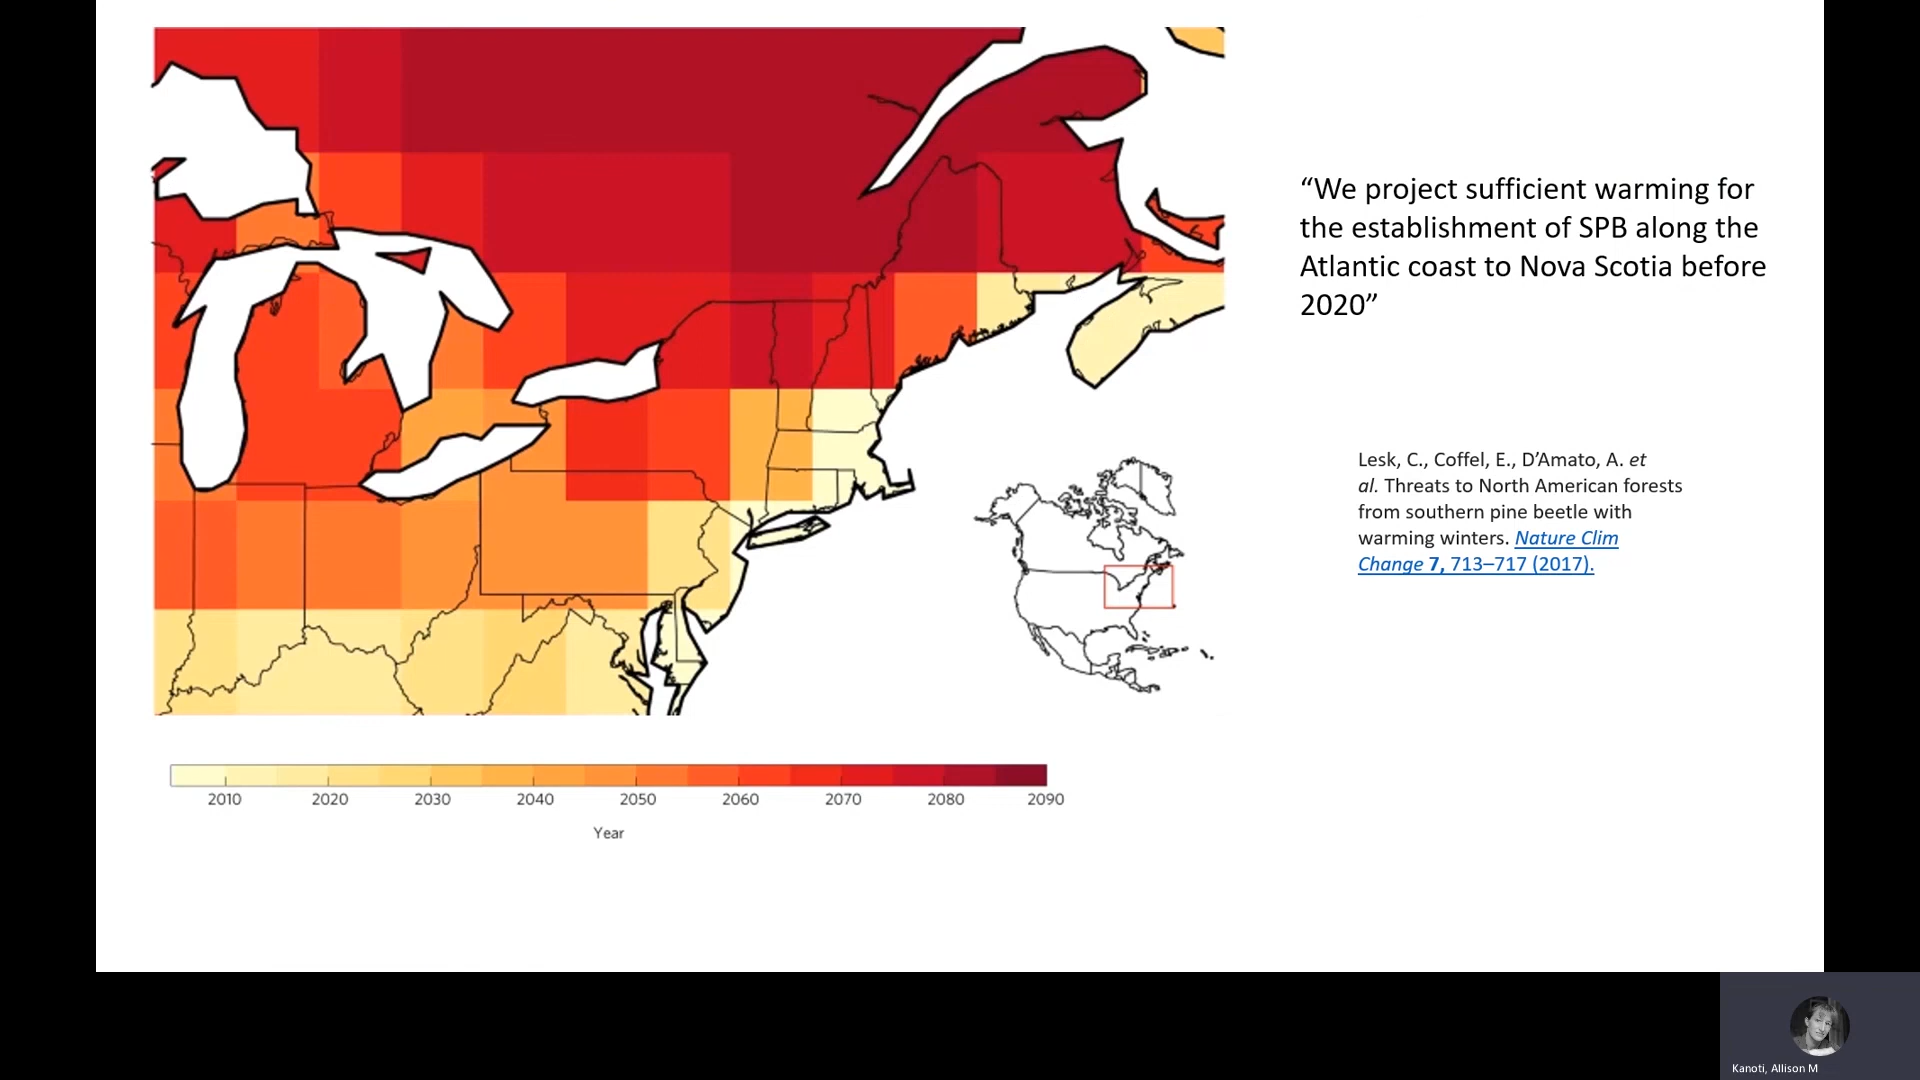 “We project sufficient warming for
the establishment of SPB along the
Atlantic coast to Nova Scotia before
2020”
Lesk, C., Coffel, E., D’Amato, A. et
al. Threats to North American forests
from southern pine beetle with
warming winters. Nature Clim
Change 7, 713–717 (2017).
2010 2020 2030 2040 2050 2060 2070 2080 2090
Year
Kanoti, Allison M